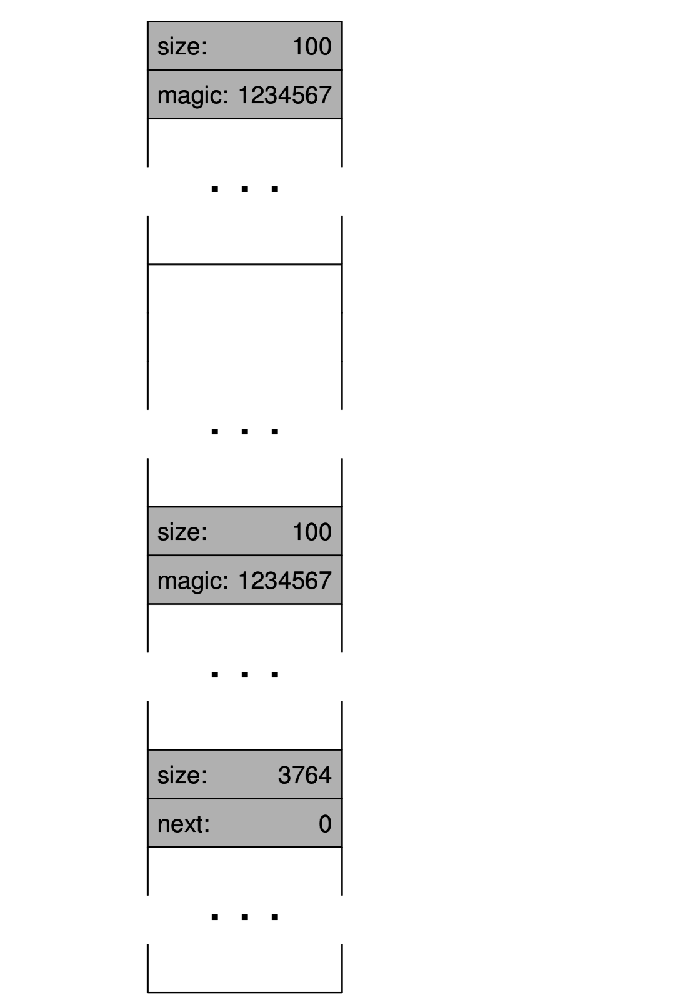 size: 100
magic: 1234567
. . .
. . .
size: 100
magic: 1234567
. . .
size: 3764
next: 0
. . .